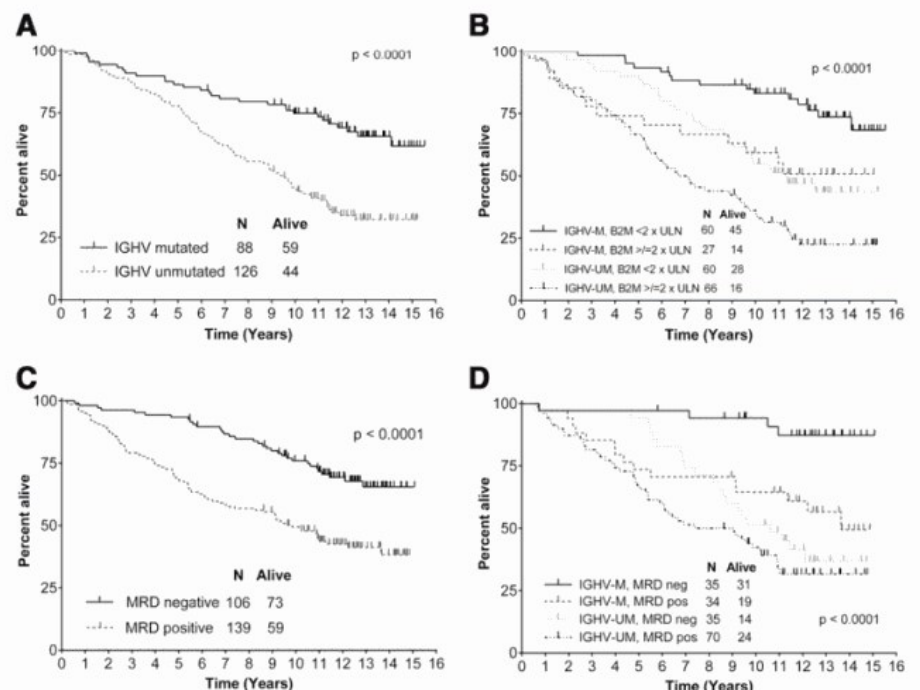 A
100
75
50
25
0
Percent alive
p < 0.0001
N Alive
IGHV mutated 88 59
IGHV unmutated 126 44
0 1 2 3 4 5 6 7 8 9 10 11 12 13 14 15 16
Time (Years)
B
100
75
50
25
0
Percent alive
p < 0.0001
N Alive
IGHV-M, B2M <2 x ULN 60 45
IGHV-M, B2M >/=2 x ULN 27 14
IGHV-UM, B2M <2 x ULN 60 28
IGHV-UM, B2M >/=2 x ULN 66 16
0 1 2 3 4 5 6 7 8 9 10 11 12 13 14 15 16
Time (Years)
C
100
75
50
25
0
Percent alive
p < 0.0001
N Alive
MRD negative 106 73
MRD positive 139 59
0 1 2 3 4 5 6 7 8 9 10 11 12 13 14 15 16
Time (Years)
D
100
75
50
25
0
Percent alive
N Alive
IGHV-M, MRD neg 35 31
IGHV-M, MRD pos 34 19
IGHV-UM, MRD neg 35 14
IGHV-UM, MRD pos 70 24
p < 0.0001
0 1 2 3 4 5 6 7 8 9 10 11 12 13 14 15 16
Time (Years)